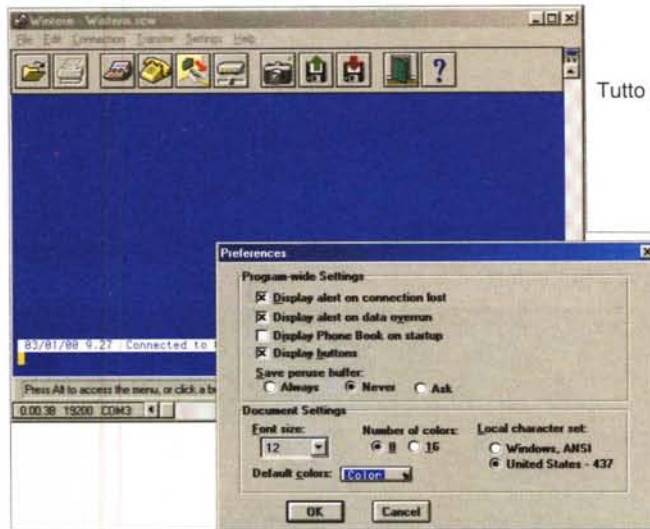 Winterm - Winterm.scw
File Edit Connection Transfer Settings Help
?
Tutto
Preferences
Program-wide Settings
Display alert on connection lost
Display alert on data overrun
Display Phone Book on startup
Display buttons
Save peruse buffer:
Always Never Ask
03/01/00 9.27 Connected to
Press Alt to access the menu, or click a bu
0:00:38 19200 COM3
Document Settings
Font size: Number of colors: Local character set:
12 8 16 Windows, ANSI
United States - 437
Default colors: Color
OK Cancel